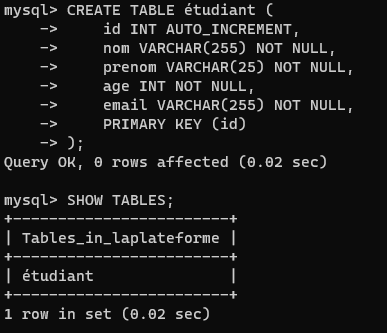 mysql> CREATE TABLE étudiant (
    ->     id INT AUTO_INCREMENT,
    ->     nom VARCHAR(255) NOT NULL,
    ->     prenom VARCHAR(25) NOT NULL,
    ->     age INT NOT NULL,
    ->     email VARCHAR(255) NOT NULL,
    ->     PRIMARY KEY (id)
    -> );
Query OK, 0 rows affected (0.02 sec)

mysql> SHOW TABLES;
+------------------------+
| Tables_in_laplateforme |
+------------------------+
| étudiant               |
+------------------------+
1 row in set (0.02 sec)